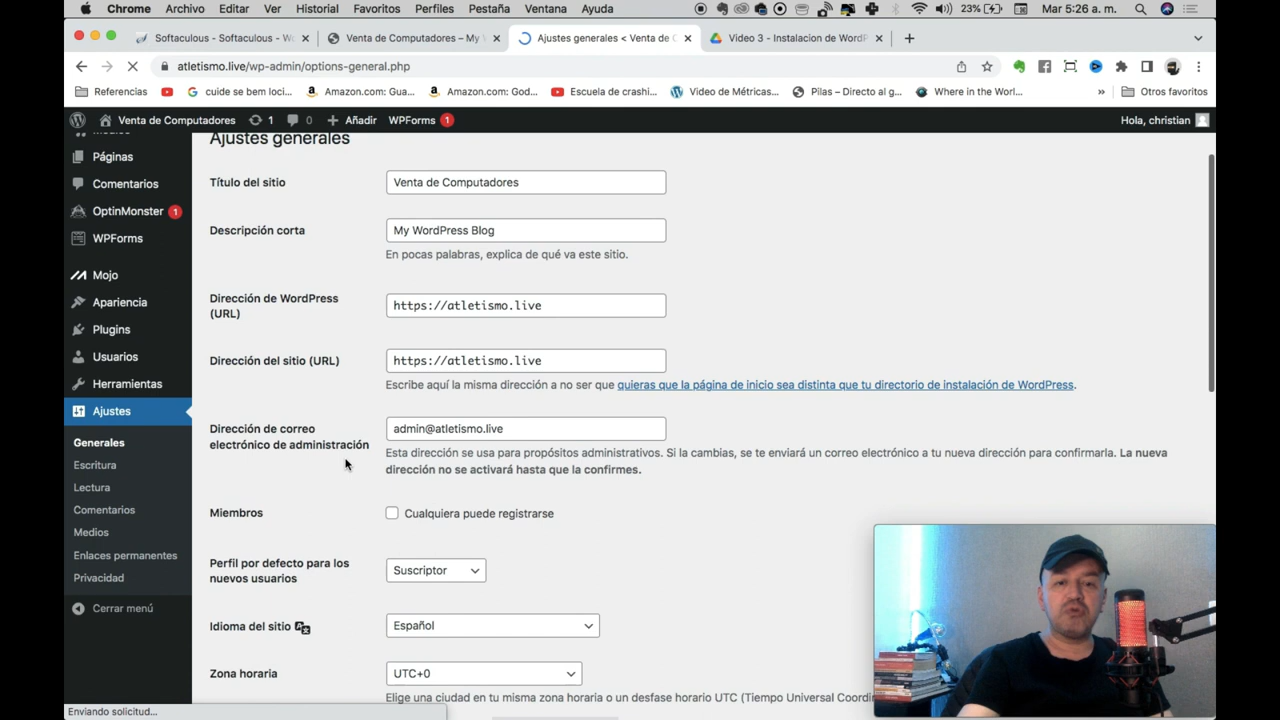 Chrome Archivo Editar Ver Historial Favoritos Perfiles Pestaña Ventana Ayuda 23% Mar 5:26 a. m.
Softaculous - Softaculous - W Venta de Computadores – My Ajustes generales < Venta de C Video 3 - Instalacion de WordP
atletismo.live/wp-admin/options-general.php
Referencias cuide se bem loci... Amazon.com: Gua... Amazon.com: God... Escuela de crashi... Video de Métricas... Pilas – Directo al g... Where in the Worl... » Otros favoritos
Venta de Computadores 1 0 Añadir WPForms 1 Hola, christian
Ajustes generales
Páginas
Comentarios
OptinMonster 1
WPForms
Mojo
Apariencia
Plugins
Usuarios
Herramientas
Ajustes
Generales
Escritura
Lectura
Comentarios
Medios
Enlaces permanentes
Privacidad
Cerrar menú
Título del sitio Venta de Computadores
Descripción corta My WordPress Blog
En pocas palabras, explica de qué va este sitio.
Dirección de WordPress
(URL) https://atletismo.live
Dirección del sitio (URL) https://atletismo.live
Escribe aquí la misma dirección a no ser que quieras que la página de inicio sea distinta que tu directorio de instalación de WordPress.
Dirección de correo
electrónico de administración admin@atletismo.live
Esta dirección se usa para propósitos administrativos. Si la cambias, se te enviará un correo electrónico a tu nueva dirección para confirmarla. La nueva
dirección no se activará hasta que la confirmes.
Miembros Cualquiera puede registrarse
Perfil por defecto para los
nuevos usuarios Suscriptor
Idioma del sitio Español
Zona horaria UTC+0
Elige una ciudad en tu misma zona horaria o un desfase horario UTC (Tiempo Universal Coordi
Enviando solicitud...